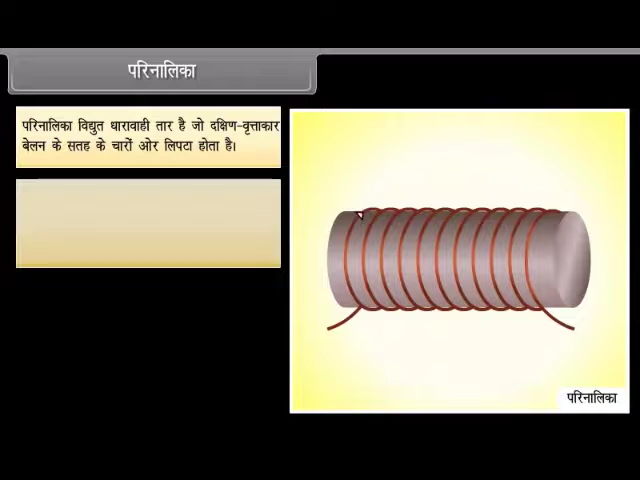 परिनालिका
परिनालिका विद्युत धारावाही तार है जो दक्षिण-वृत्ताकार
बेलन के सतह के चारों ओर लिपटा होता है।
परिनालिका